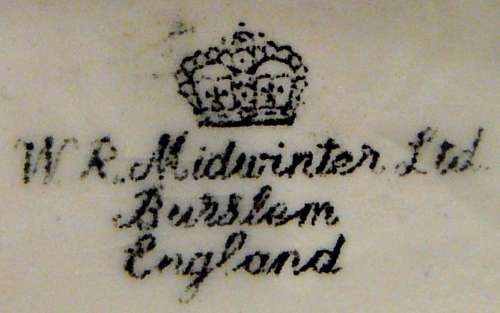 W R Midwinter Ltd
Burslem
England